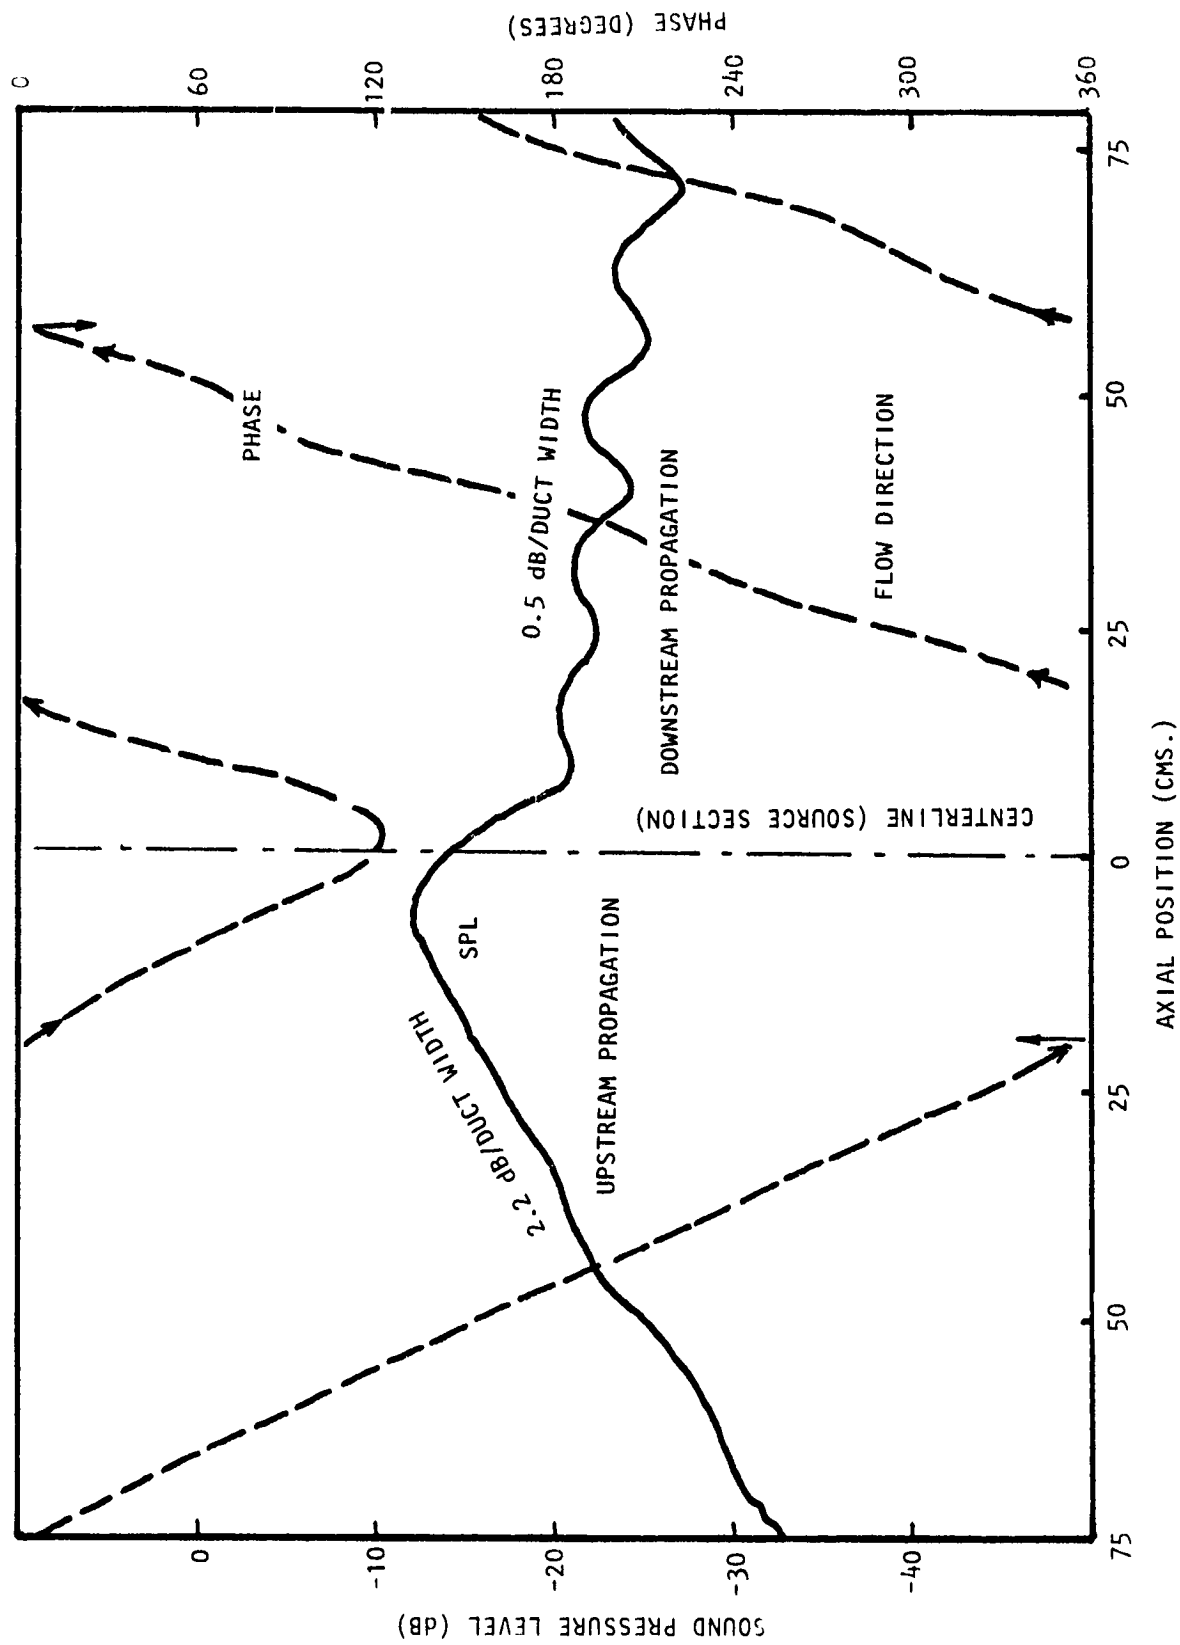 SOUND PRESSURE LEVEL (dB)
0
-10
-20
-30
-40
PHASE (DEGREES)
0
60
120
180
240
300
360
75
50
25
0
25
50
75
AXIAL POSITION (CMS.)
PHASE
SPL
2.2 dB/DUCT WIDTH
0.5 dB/DUCT WIDTH
UPSTREAM PROPAGATION
DOWNSTREAM PROPAGATION
CENTERLINE (SOURCE SECTION)
FLOW DIRECTION